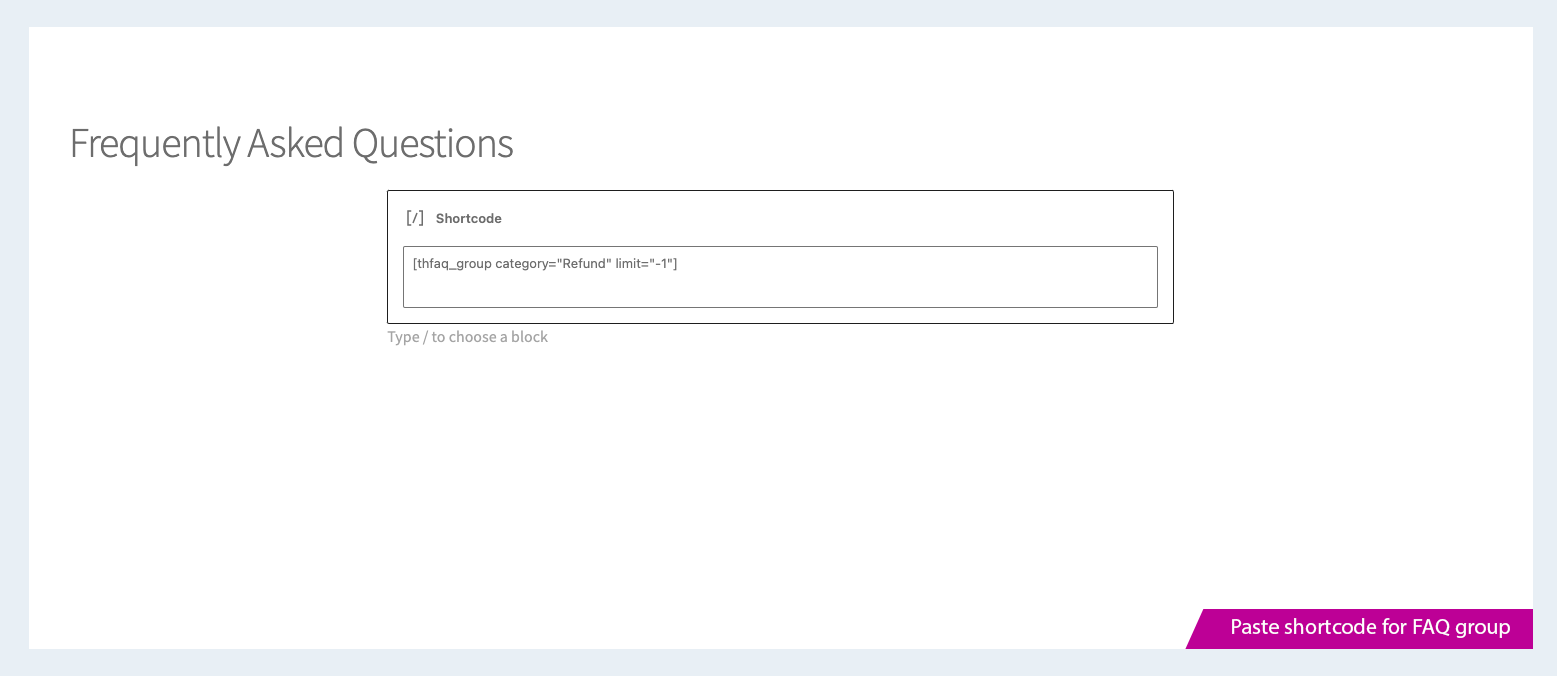 Frequently Asked Questions
[/] Shortcode
[thfaq_group category="Refund" limit="-1"]
Type / to choose a block
Paste shortcode for FAQ group